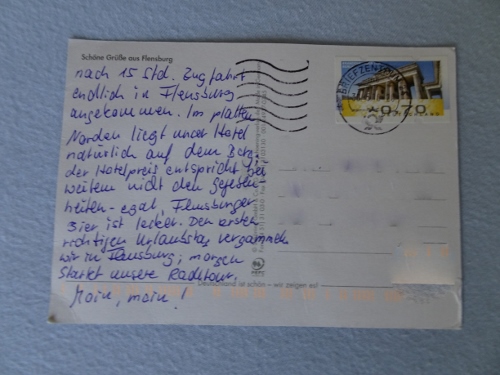 Schöne Grüße aus Flensburg
nach 15 Std. Zugfahrt
endlich in Flensburg
angekommen. Im platten
Norden liegt unser Hotel
natürlich auf dem Berg.
der Hotelpreis entspricht bei
weitem nicht den Gegeben-
heiten - egal, Flensburger
Bier ist lecker. Den ersten
richtigen Urlaubstag vergammeln
wir in Flensburg; morgen
startet unsere Radtour.
Moin, moin!
BRIEFZENTRUM
*0,70
Deutschland ist schön – wir zeigen es!